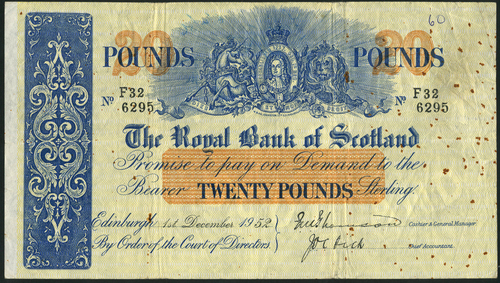 60
20 20
POUNDS POUNDS
Nº F32 6295 Nº F32 6295
The Royal Bank of Scotland
Promise to pay on Demand to the
Bearer TWENTY POUNDS Sterling.
Edinburgh 1st December 1952 Cashier & General Manager
By Order of the Court of Directors Chief Accountant